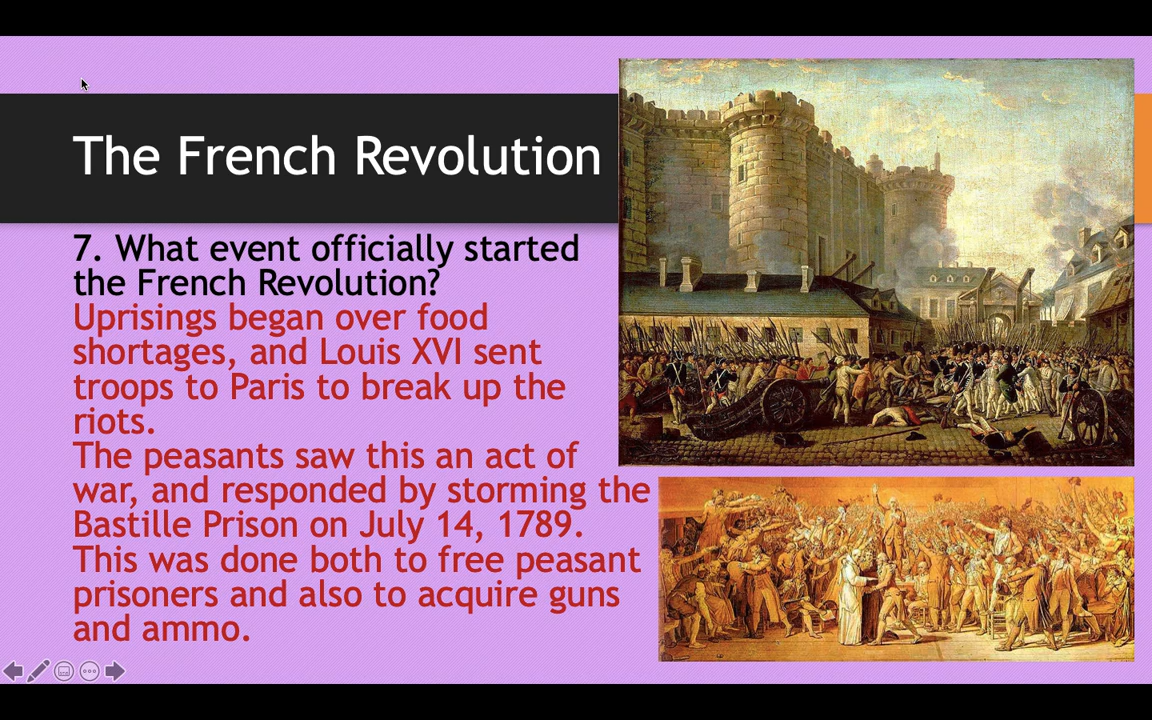 The French Revolution
7. What event officially started
the French Revolution?
Uprisings began over food
shortages, and Louis XVI sent
troops to Paris to break up the
riots.
The peasants saw this an act of
war, and responded by storming the
Bastille Prison on July 14, 1789.
This was done both to free peasant
prisoners and also to acquire guns
and ammo.